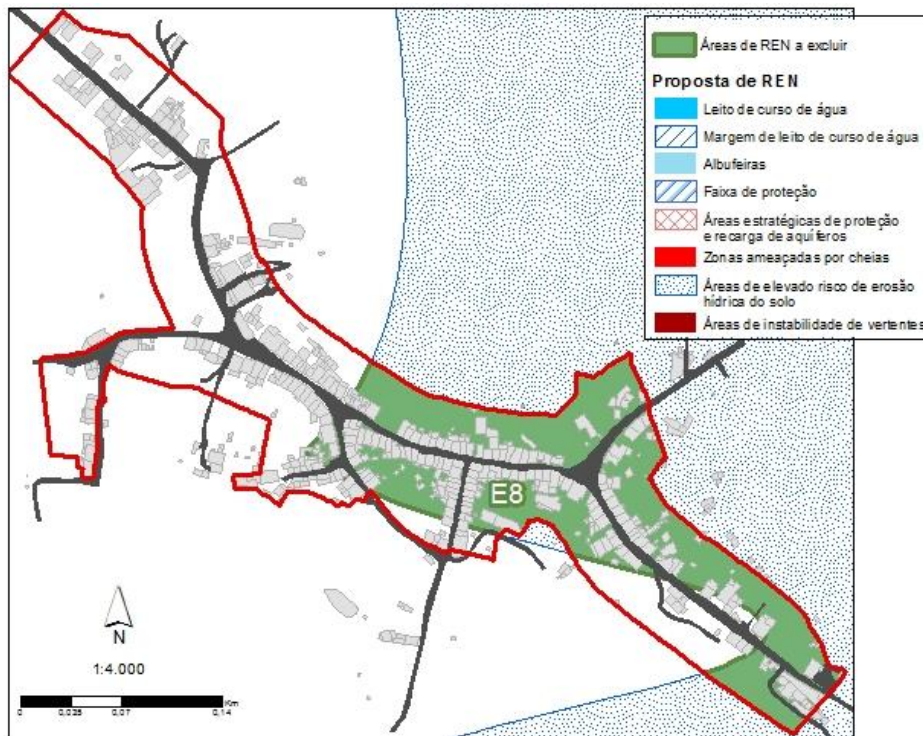 Áreas de REN a excluir
Proposta de REN
Leito de curso de água
Margem de leito de curso de água
Albufeiras
Faixa de proteção
Áreas estratégicas de proteção
e recarga de aquíferos
Zonas ameaçadas por cheias
Áreas de elevado risco de erosão
hídrica do solo
Áreas de instabilidade de vertentes
E8
N
1:4.000
Km
0 0,035 0,07 0,14